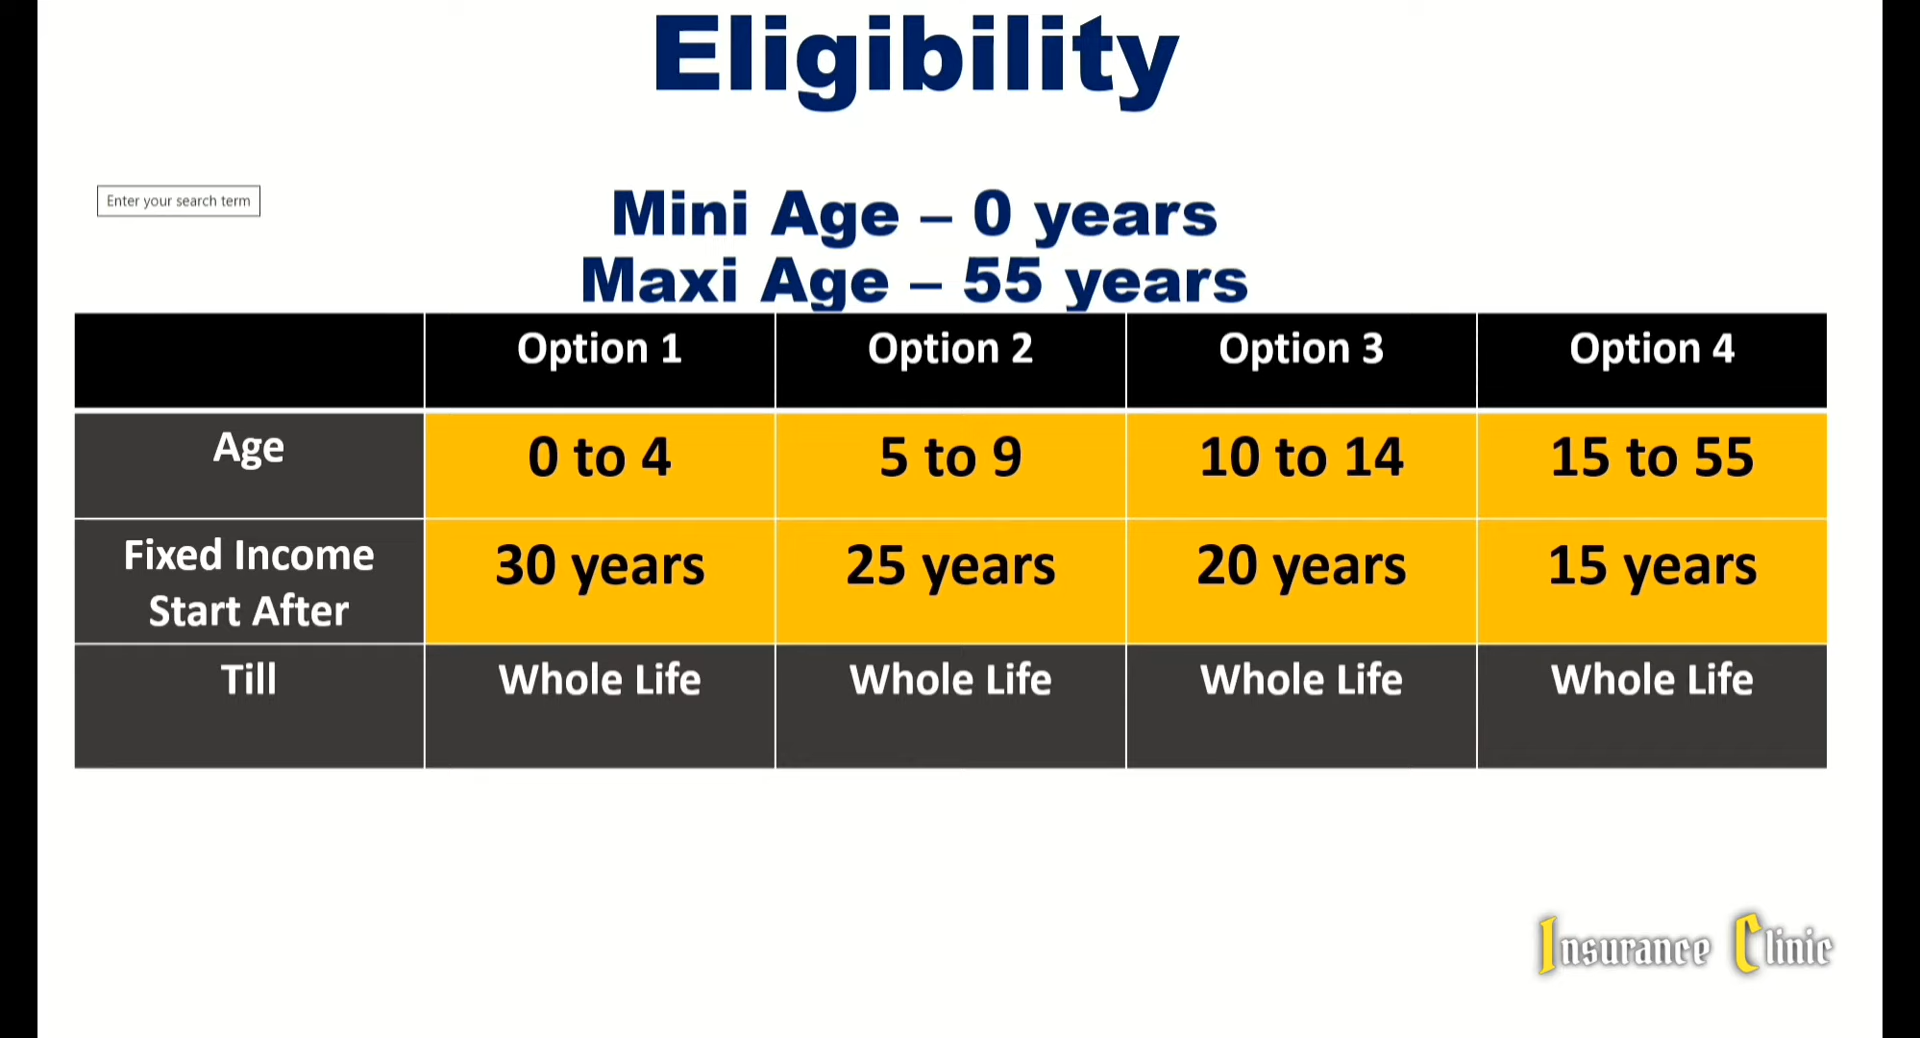 Eligibility
Enter your search term
Mini Age – 0 years
Maxi Age – 55 years
Option 1 Option 2 Option 3 Option 4
Age 0 to 4 5 to 9 10 to 14 15 to 55
Fixed Income
Start After 30 years 25 years 20 years 15 years
Till Whole Life Whole Life Whole Life Whole Life
Insurance Clinic